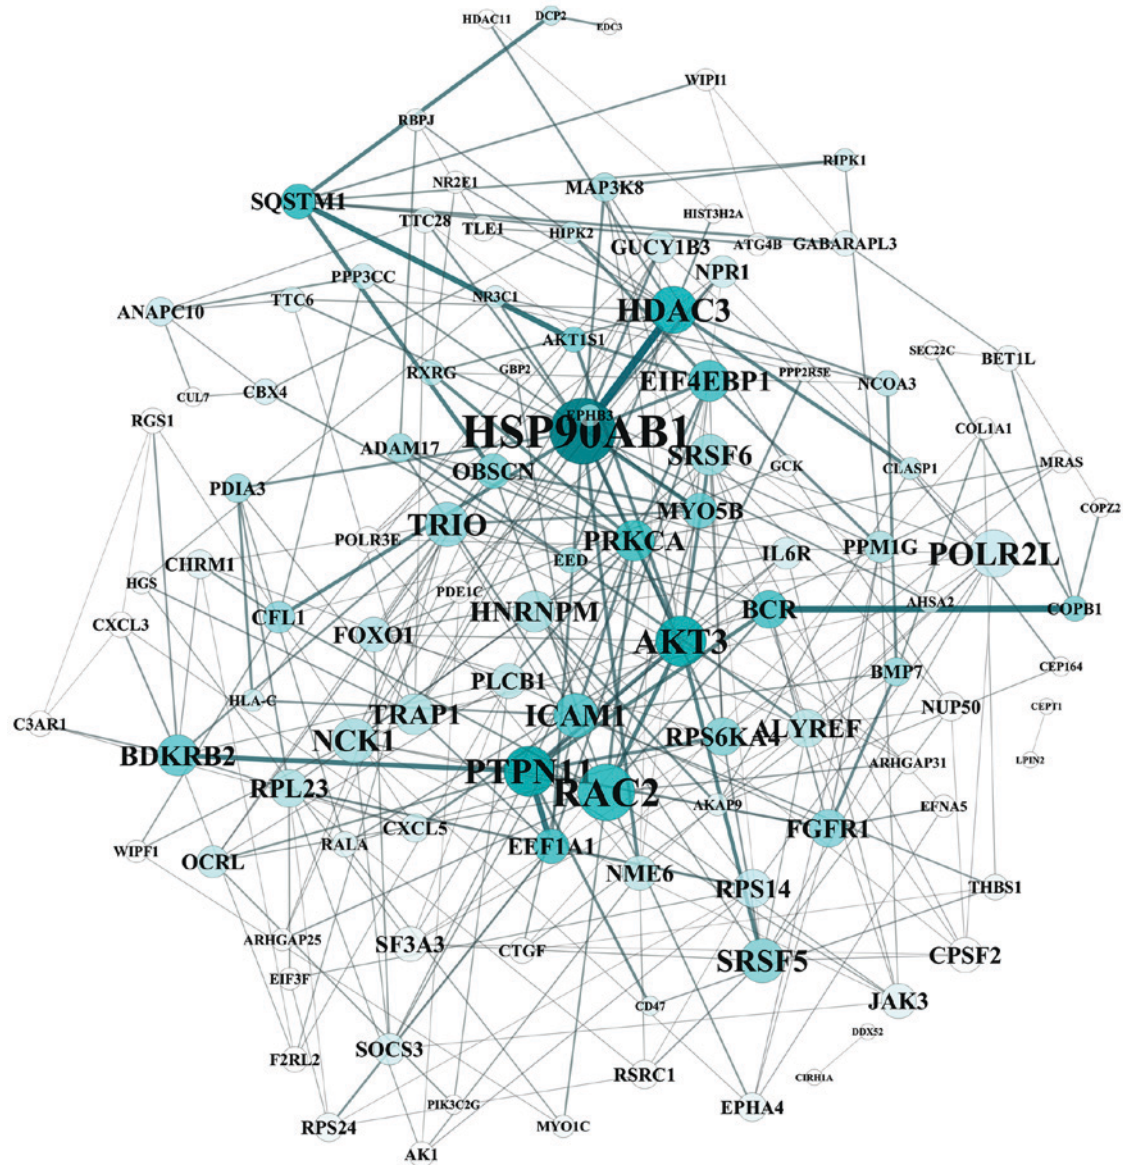 HDAC11
DCP2
EDC3
WIPI1
RBPJ
RIPK1
NR2E1
MAP3K8
SQSTM1
HIST3H2A
TTC28
TLE1
HIPK2
ATG4B
GABARAPL3
GUCY1B3
NPR1
PPP3CC
NR3C1
TTC6
ANAPC10
HDAC3
AKT1S1
SEC22C
BET1L
GBP2
PPP2R5E
RXRG
EIF4EBP1
NCOA3
CUL7
CBX4
EPHB3
HSP90AB1
RGS1
COL1A1
ADAM17
SRSF6
OBSCN
GCK
CLASP1
MRAS
PDIA3
MYO5B
COPZ2
TRIO
POLR3E
PRKCA
IL6R
PPM1G
POLR2L
CHRM1
EED
HGS
PDE1C
AHSA2
COPB1
CXCL3
CFL1
HNRNPM
BCR
FOXO1
AKT3
CEP164
PLCB1
BMP7
HLA-C
C3AR1
TRAP1
ICAM1
NUP50
CEPT1
NCK1
RPS6KA4
ALYREF
BDKRB2
LPIN2
PTPN11
ARHGAP31
RPL23
RAC2
AKAP9
EFNA5
CXCL5
FGFR1
WIPF1
RALA
EEF1A1
OCRL
NME6
RPS14
THBS1
ARHGAP25
SF3A3
CTGF
CPSF2
SRSF5
EIF3F
JAK3
CD47
DDX52
SOCS3
F2RL2
RSRC1
CIRH1A
PIK3C2G
EPHA4
RPS24
MYO1C
AK1